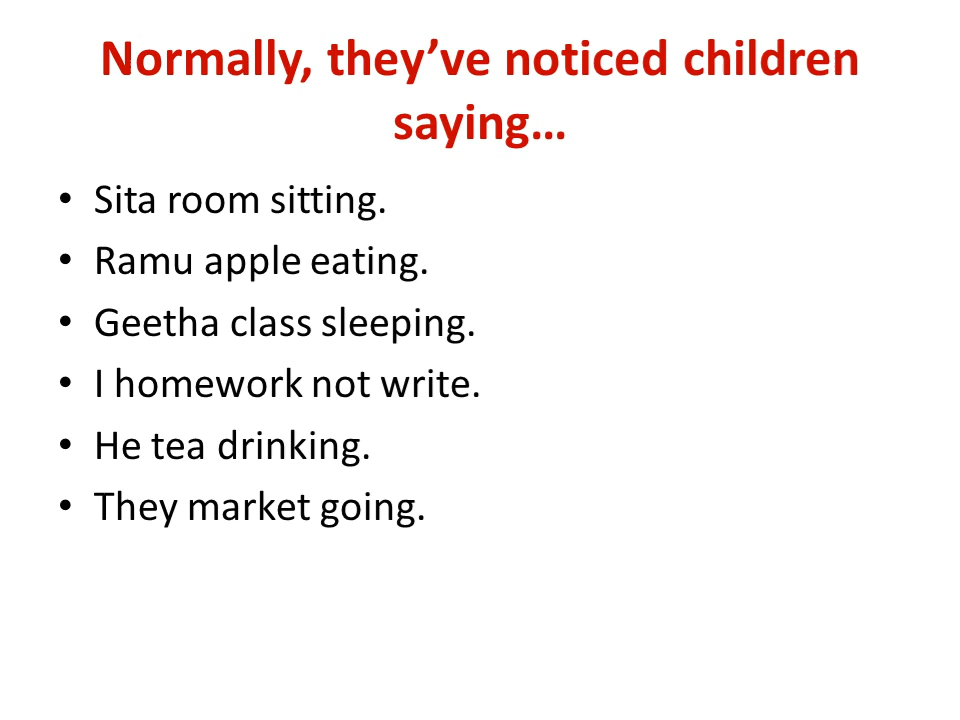 Normally, they’ve noticed children
saying…
• Sita room sitting.
• Ramu apple eating.
• Geetha class sleeping.
• I homework not write.
• He tea drinking.
• They market going.